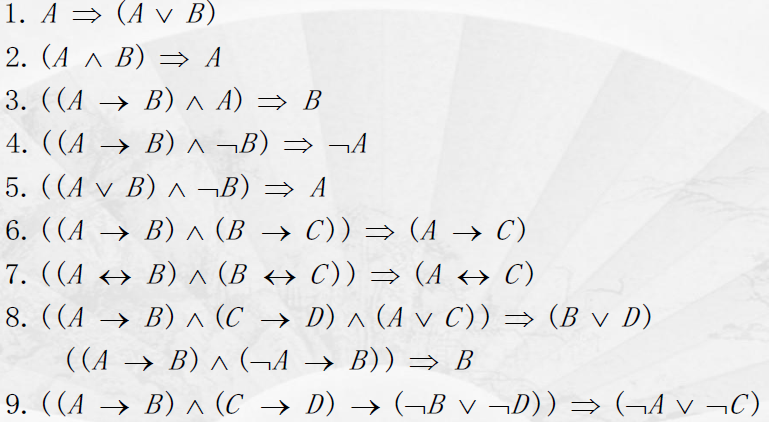 1. A ⇒ (A ∨ B)
2. (A ∧ B) ⇒ A
3. ((A → B) ∧ A) ⇒ B
4. ((A → B) ∧ ¬B) ⇒ ¬A
5. ((A ∨ B) ∧ ¬B) ⇒ A
6. ((A → B) ∧ (B → C)) ⇒ (A → C)
7. ((A ↔ B) ∧ (B ↔ C)) ⇒ (A ↔ C)
8. ((A → B) ∧ (C → D) ∧ (A ∨ C)) ⇒ (B ∨ D)
((A → B) ∧ (¬A → B)) ⇒ B
9. ((A → B) ∧ (C → D) → (¬B ∨ ¬D)) ⇒ (¬A ∨ ¬C)